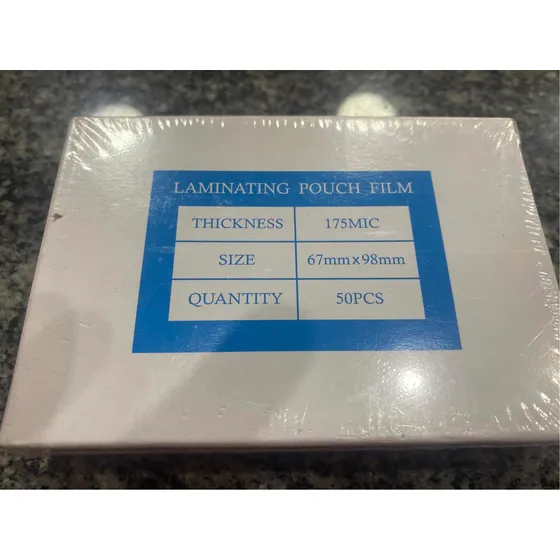 LAMINATING POUCH FILM
THICKNESS 175MIC
SIZE 67mm x 98mm
QUANTITY 50PCS